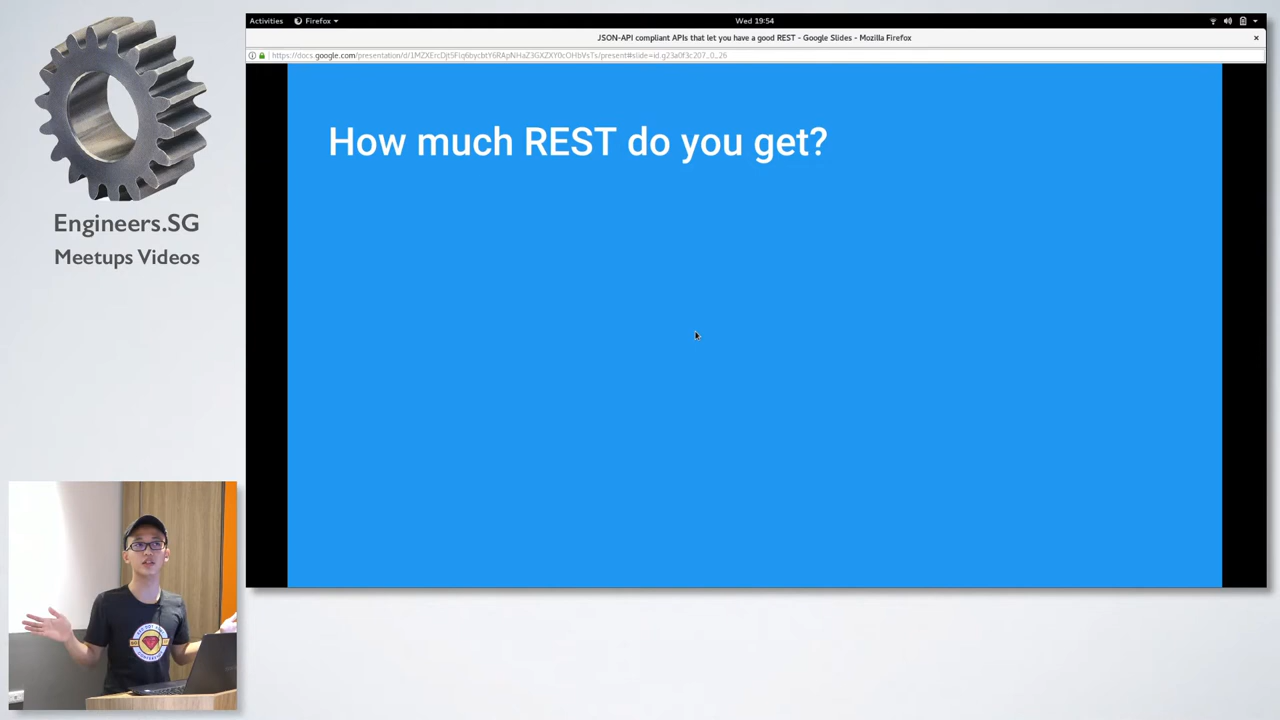 Activities
Firefox
Wed 19:54
JSON-API compliant APIs that let you have a good REST - Google Slides - Mozilla Firefox
How much REST do you get?
Engineers.SG
Meetups Videos